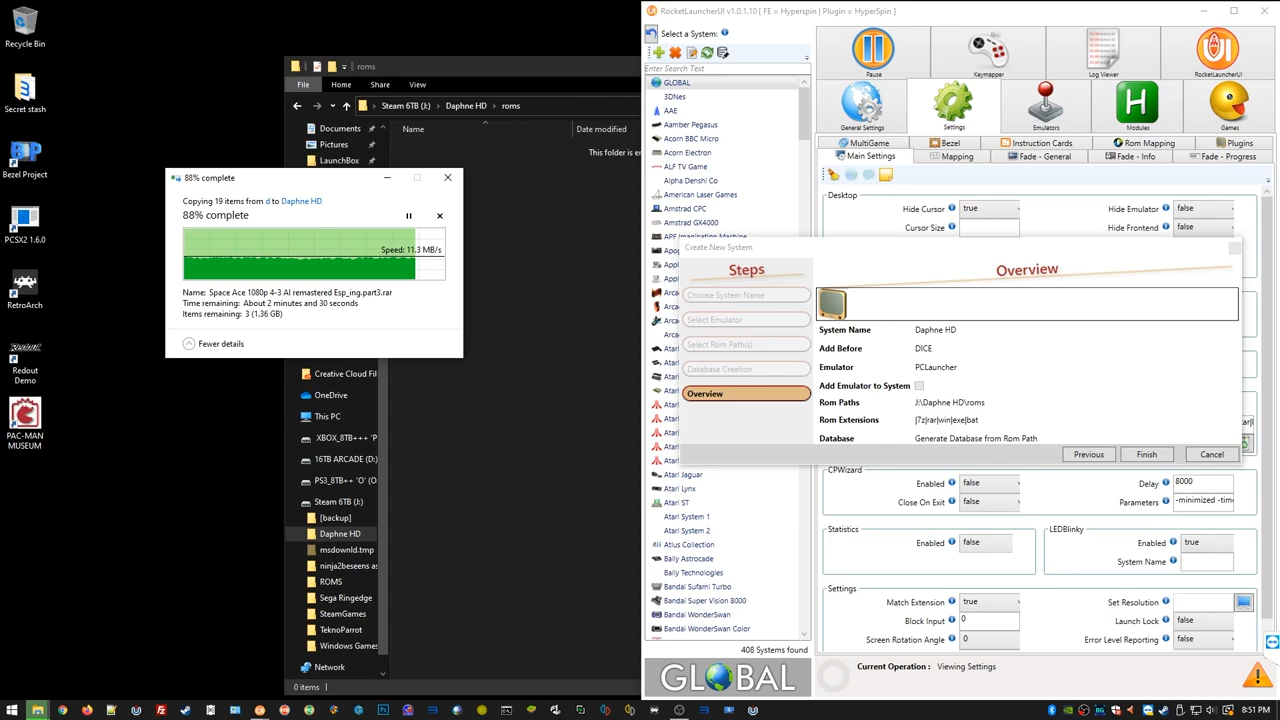 Recycle Bin
Secret stash
Bezel Project
PCSX2 1.6.0
RetroArch
Redout
Demo
PAC-MAN
MUSEUM
roms
File
Home
Share
View
Steam 6TB (J:)
Daphne HD
roms
Documents
Pictures
LaunchBox
Name
Date modified
88% complete
Copying 19 items from d to Daphne HD
88% complete
Speed: 11.3 MB/s
Name: Space Ace 1080p 4-3 AI remastered Esp_ing.part3.rar
Time remaining: About 2 minutes and 30 seconds
Items remaining: 3 (1.36 GB)
Fewer details
Creative Cloud Fil
OneDrive
This PC
XBOX_8TB+++ 'P
16TB ARCADE (D:)
PS3_8TB++ 'O' (O:
Steam 6TB (J:)
[backup]
Daphne HD
msdownld.tmp
ninja2beseens as
ROMS
Sega Ringedge
SteamGames
TeknoParrot
Windows Games
Network
0 items
RocketLauncherUI v1.0.1.10 [ FE = Hyperspin | Plugin = HyperSpin ]
Select a System:
Enter Search Text
GLOBAL
3DNes
AAE
Aamber Pegasus
Acorn BBC Micro
Acorn Electron
ALF TV Game
Alpha Denshi Co
American Laser Games
Amstrad CPC
Amstrad GX4000
APF Imagination Machine
Atari Jaguar
Atari Lynx
Atari ST
Atari System 1
Atari System 2
Atlus Collection
Bally Astrocade
Bally Technologies
Bandai Sufami Turbo
Bandai Super Vision 8000
Bandai WonderSwan
Bandai WonderSwan Color
408 Systems found
GLOBAL
Pause
Keymapper
Log Viewer
RocketLauncherUI
General Settings
Settings
Emulators
Modules
Games
MultiGame
Bezel
Instruction Cards
Rom Mapping
Plugins
Main Settings
Mapping
Fade - General
Fade - Info
Fade - Progress
Desktop
Hide Cursor
true
Hide Emulator
false
Cursor Size
Hide Frontend
false
Create New System
Steps
Choose System Name
Select Emulator
Select Rom Path(s)
Database Creation
Overview
Overview
System Name Daphne HD
Add Before DICE
Emulator PCLauncher
Add Emulator to System
Rom Paths J:\Daphne HD\roms
Rom Extensions |7z|rar|win|exe|bat
Database Generate Database from Rom Path
Previous
Finish
Cancel
CPWizard
Enabled
false
Delay
8000
Close On Exit
false
Parameters
-minimized -tim
Statistics
Enabled
false
LEDBlinky
Enabled
true
System Name
Settings
Match Extension
true
Set Resolution
Block Input
0
Launch Lock
false
Screen Rotation Angle
0
Error Level Reporting
false
Current Operation : Viewing Settings
8:51 PM